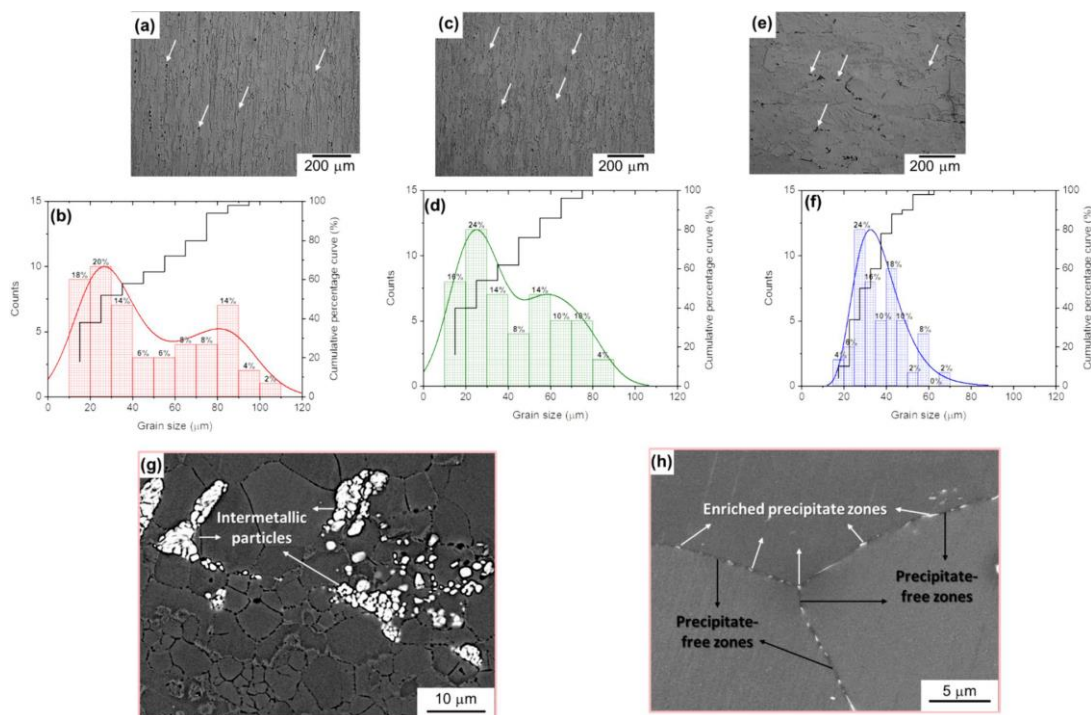 (a)
200 μm
(c)
200 μm
(e)
200 μm
(b)
15
10
5
0
Counts
18%
20%
14%
6%
6%
8%
8%
14%
4%
2%
100
80
60
40
20
0
Cumulative percentage curve (%)
0 20 40 60 80 100 120
Grain size (μm)
(d)
15
10
5
0
Counts
16%
24%
14%
8%
14%
10%
10%
4%
100
80
60
40
20
0
Cumulative percentage curve (%)
0 20 40 60 80 100 120
Grain size (μm)
(f)
15
10
5
0
Counts
4%
24%
16%
10%
18%
10%
2%
8%
0%
2%
100
80
60
40
20
0
Cumulative percentage curve (%)
0 20 40 60 80 100 120
Grain size (μm)
(g)
Intermetallic
particles
10 μm
(h)
Enriched precipitate zones
Precipitate-
free zones
Precipitate-
free zones
5 μm